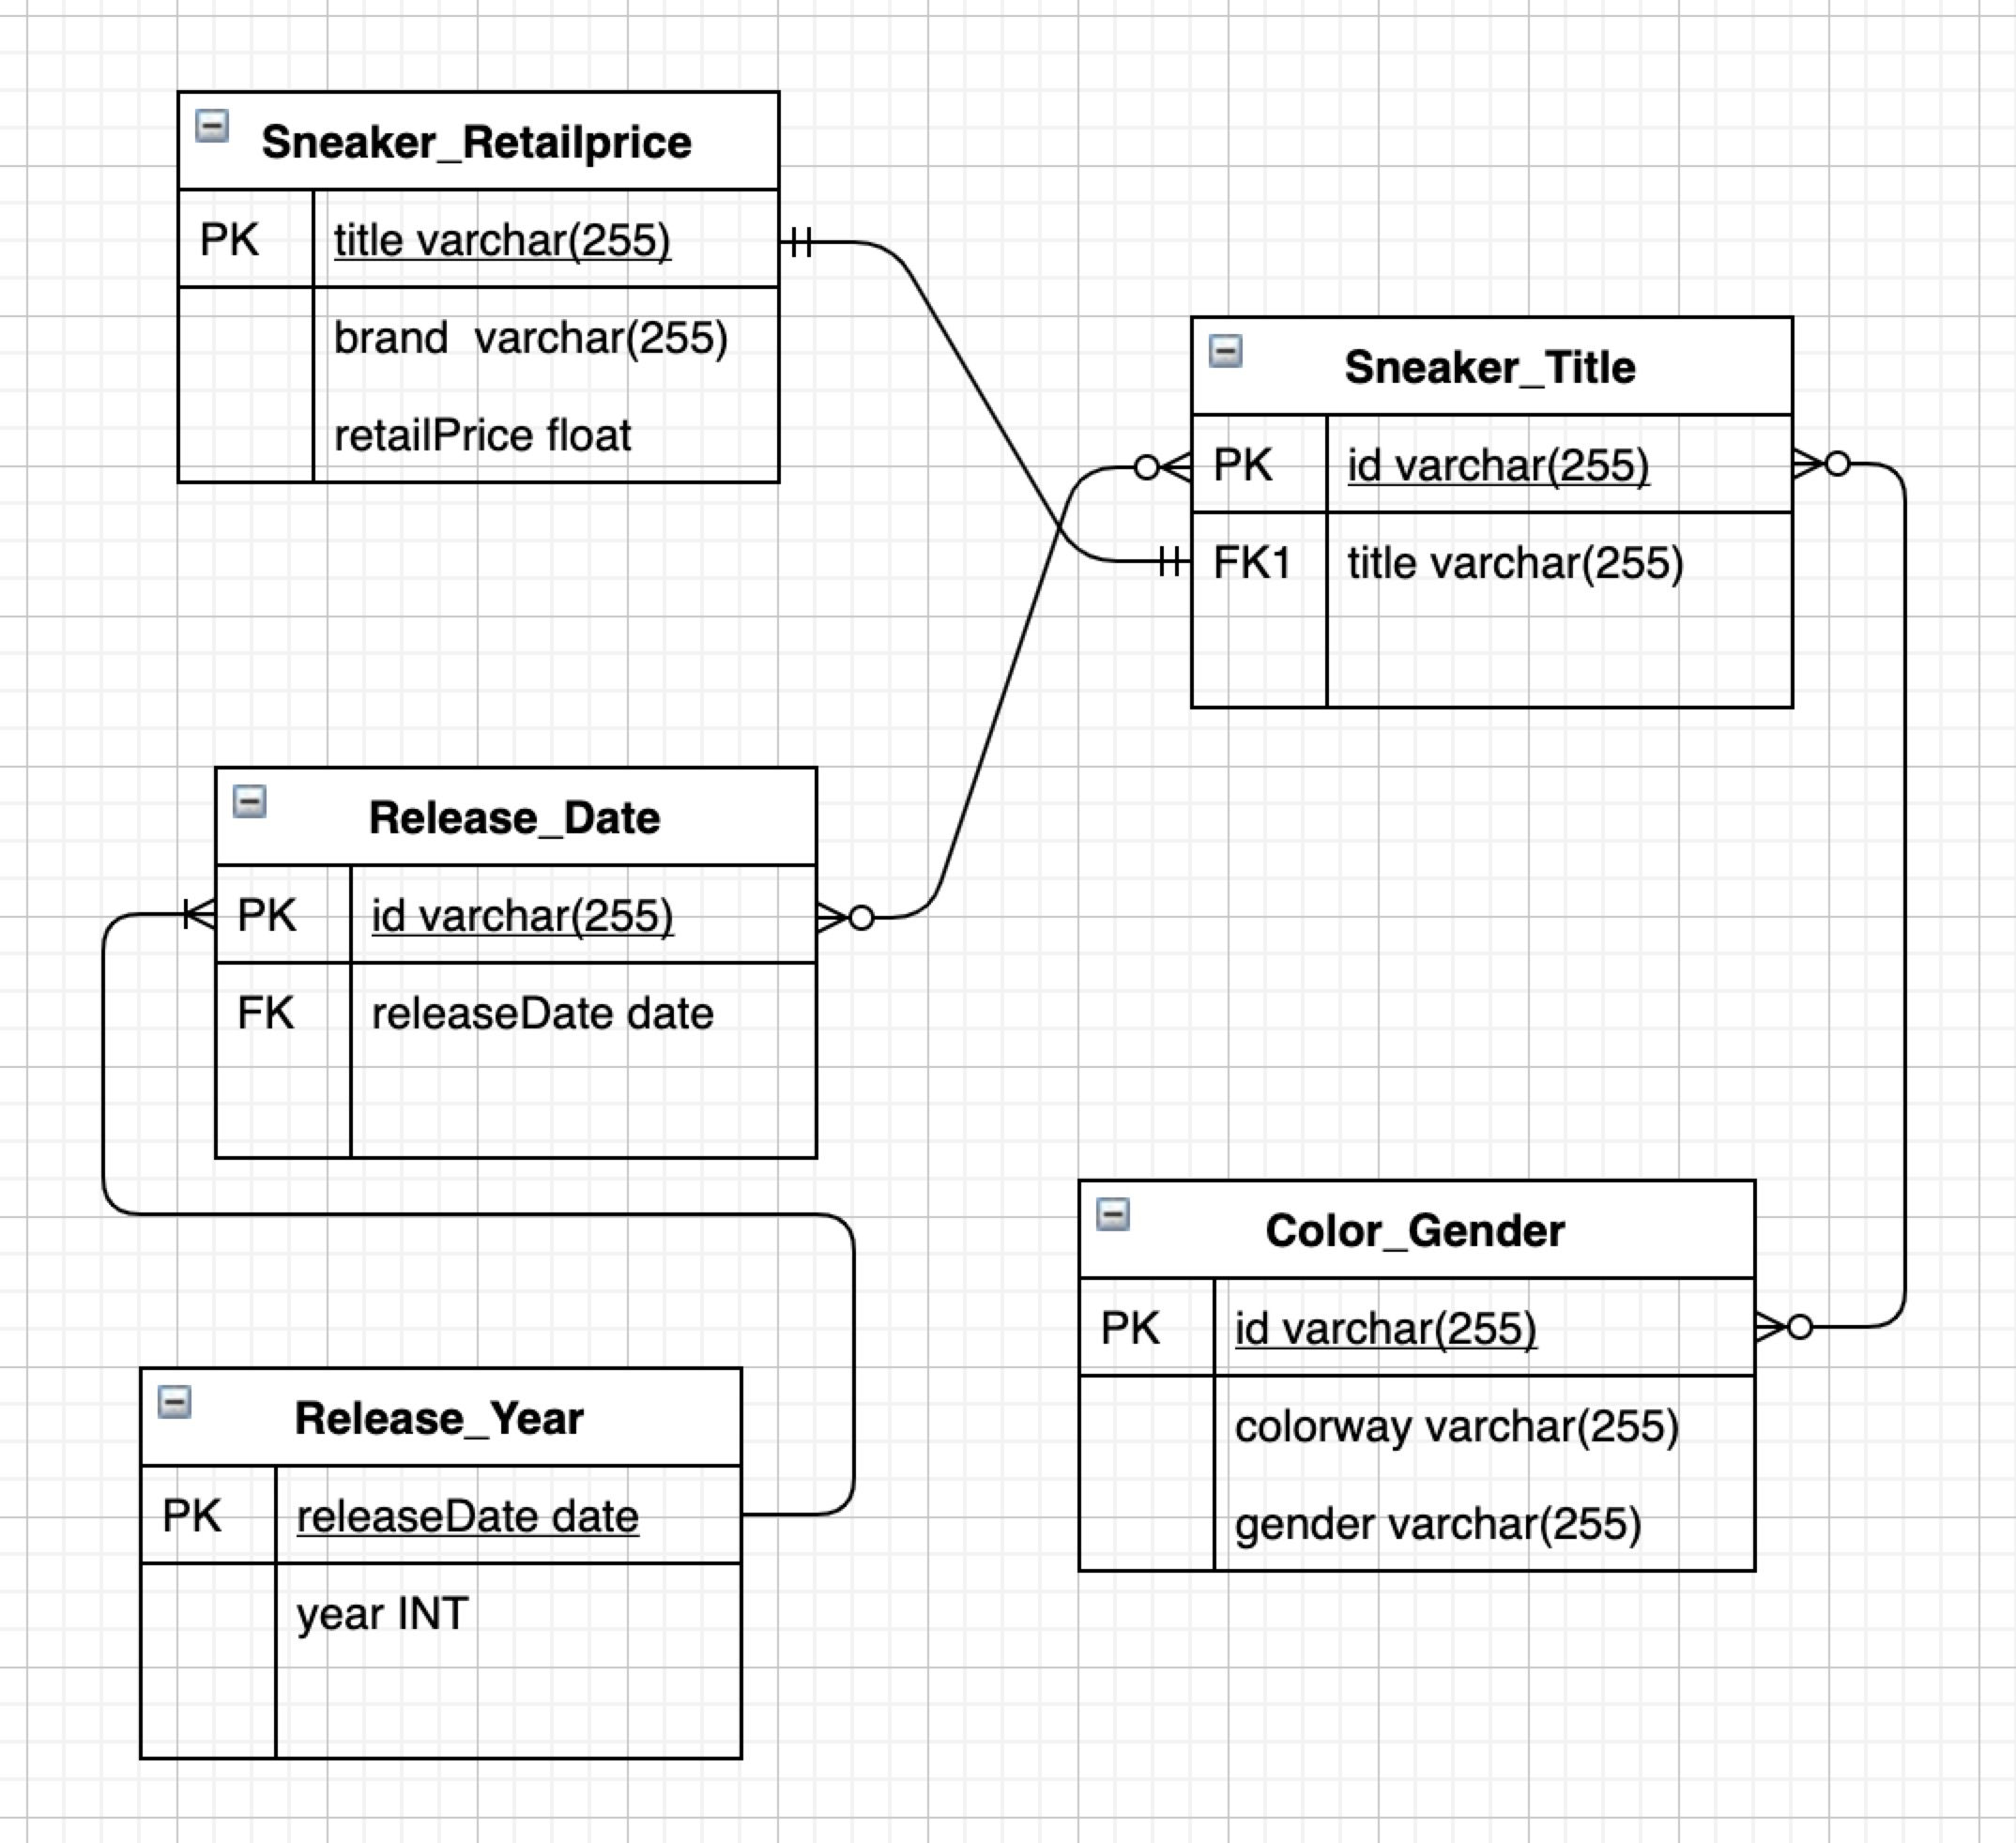 Sneaker_Retailprice
PK title varchar(255)
brand  varchar(255)
retailPrice float
Sneaker_Title
PK id varchar(255)
FK1 title varchar(255)
Release_Date
PK id varchar(255)
FK releaseDate date
Color_Gender
PK id varchar(255)
colorway varchar(255)
gender varchar(255)
Release_Year
PK releaseDate date
year INT